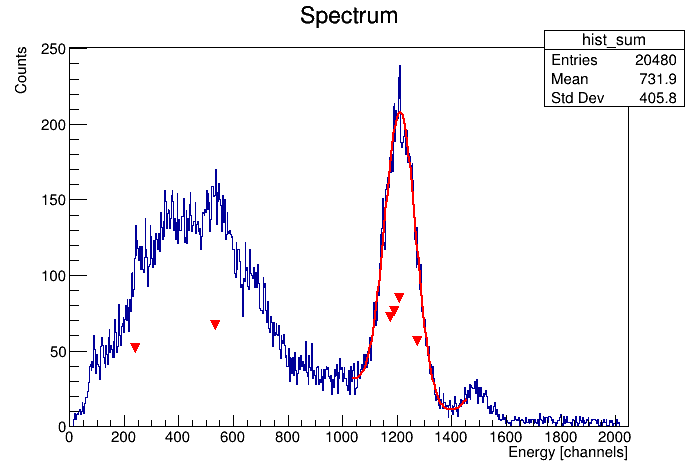 Spectrum
hist_sum
Entries 20480
Mean 731.9
Std Dev 405.8
Counts
250
200
150
100
50
0
0 200 400 600 800 1000 1200 1400 1600 1800 2000
Energy [channels]